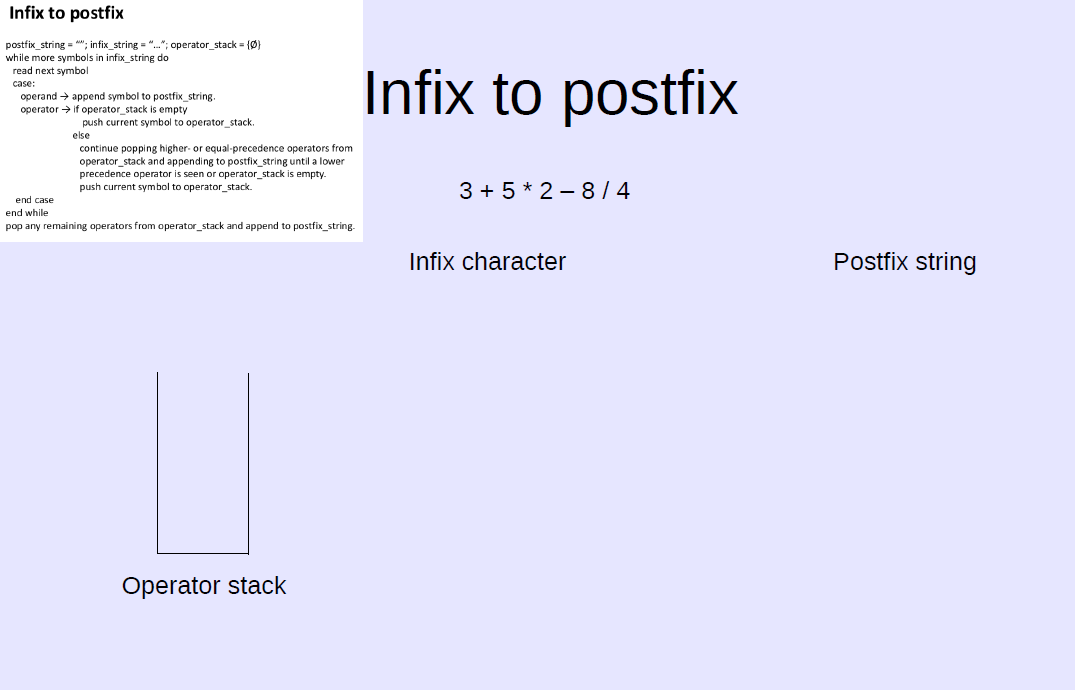 Infix to postfix
postfix_string = “”; infix_string = “...”; operator_stack = {Ø}
while more symbols in infix_string do
read next symbol
case:
operand → append symbol to postfix_string.
operator → if operator_stack is empty
push current symbol to operator_stack.
else
continue popping higher- or equal-precedence operators from
operator_stack and appending to postfix_string until a lower
precedence operator is seen or operator_stack is empty.
push current symbol to operator_stack.
end case
end while
pop any remaining operators from operator_stack and append to postfix_string.
Infix to postfix
3 + 5 * 2 – 8 / 4
Infix character
Postfix string
Operator stack